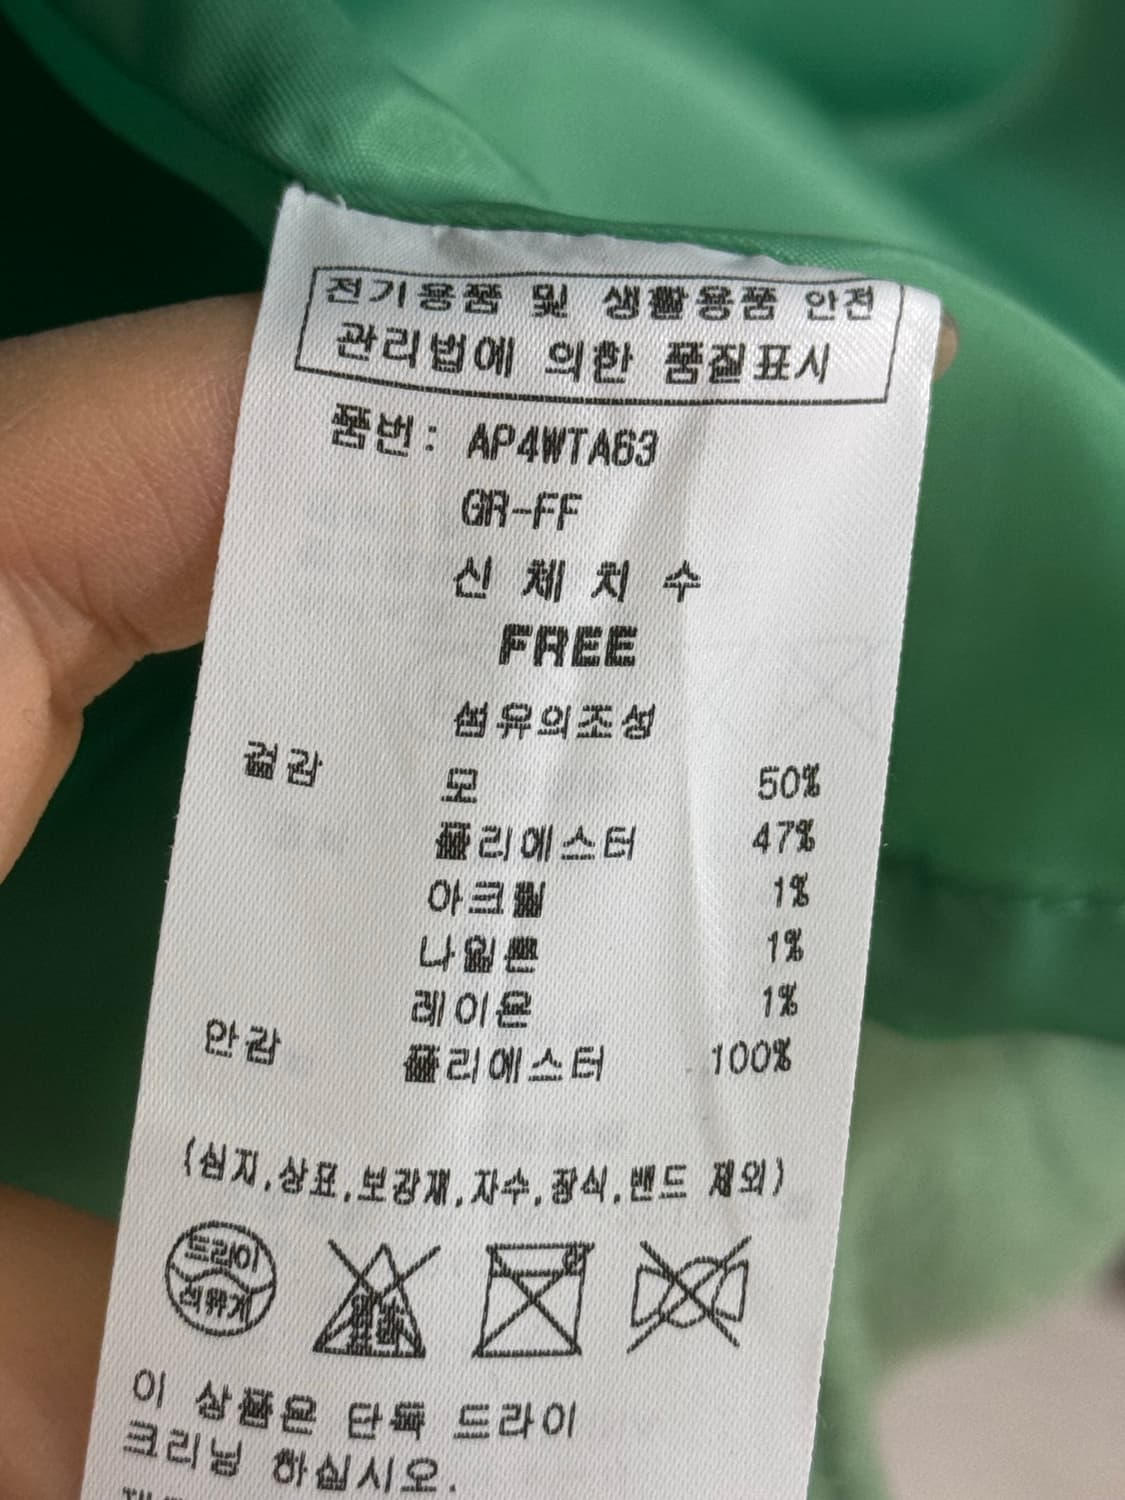 전기용품 및 생활용품 안전
관리법에 의한 품질표시
품번: AP4WTA63
GR-FF
신체치수
FREE
섬유의조성
겉감 모 50%
폴리에스터 47%
아크릴 1%
나일론 1%
레이온 1%
안감 폴리에스터 100%
(심지,상표,보강재,자수,장식,밴드 제외)
드라이
석유계
이 상품은 단독 드라이
크리닝 하십시오.